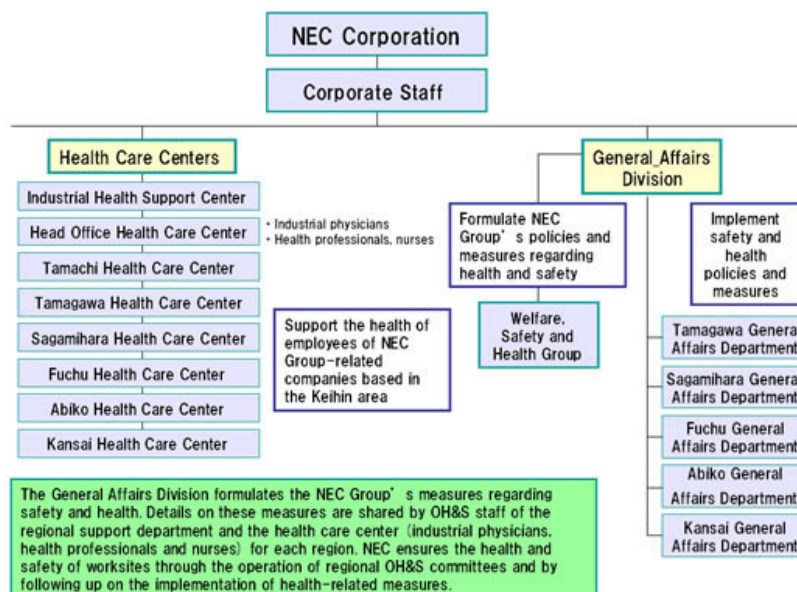 NEC Corporation
Corporate Staff
Health Care Centers
Industrial Health Support Center
Head Office Health Care Center
Tamachi Health Care Center
Tamagawa Health Care Center
Sagamihara Health Care Center
Fuchu Health Care Center
Abiko Health Care Center
Kansai Health Care Center
・Industrial physicians
・Health professionals, nurses
Support the health of
employees of NEC
Group-related
companies based in
the Keihin area
General Affairs
Division
Formulate NEC
Group's policies and
measures regarding
health and safety
Welfare,
Safety and
Health Group
Implement
safety and
health
policies and
measures
Tamagawa General
Affairs Department
Sagamihara General
Affairs Department
Fuchu General
Affairs Department
Abiko General
Affairs Department
Kansai General
Affairs Department
The General Affairs Division formulates the NEC Group's measures regarding
safety and health. Details on these measures are shared by OH&S staff of the
regional support department and the health care center (industrial physicians,
health professionals and nurses) for each region. NEC ensures the health and
safety of worksites through the operation of regional OH&S committees and by
following up on the implementation of health-related measures.